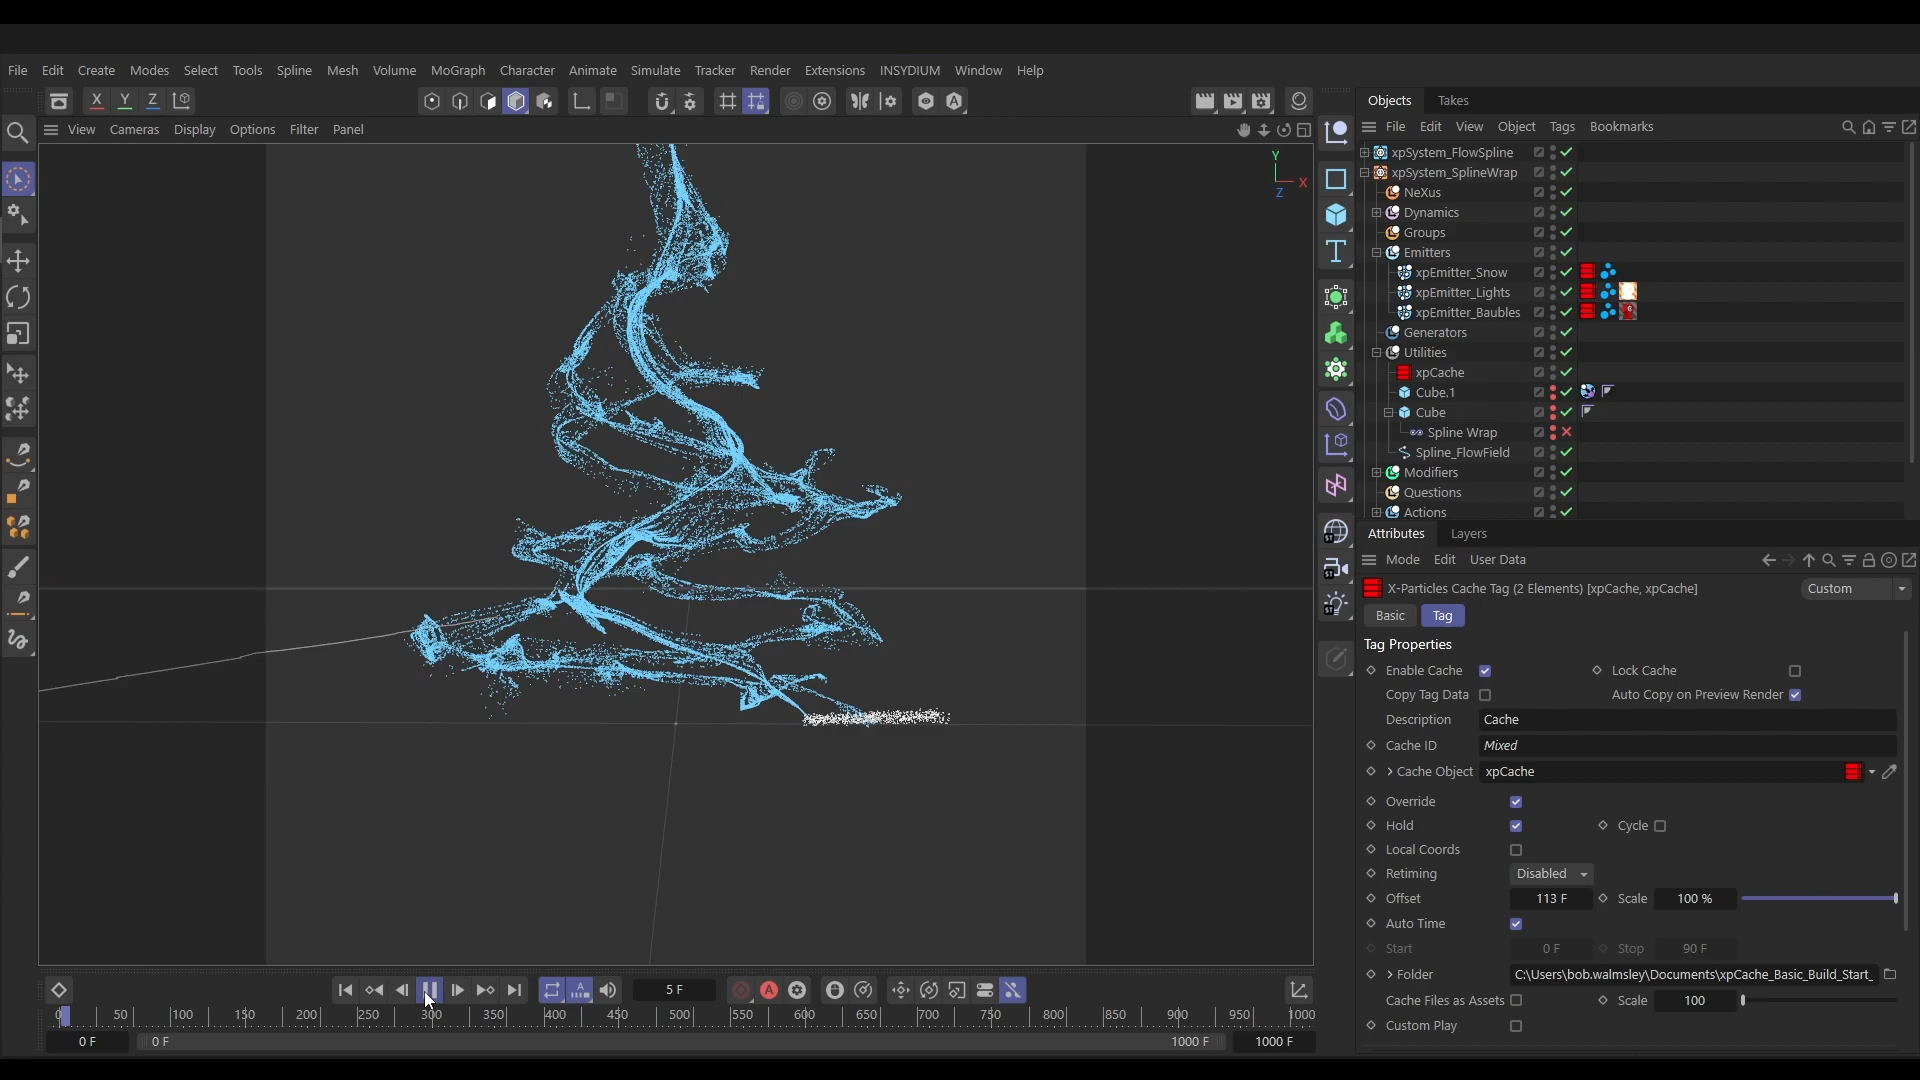 File Edit Create Modes Select Tools Spline Mesh Volume MoGraph Character Animate Simulate Tracker Render Extensions INSYDIUM Window Help
X Y Z
View Cameras Display Options Filter Panel
Y
X
Z
Objects Takes
File Edit View Object Tags Bookmarks
xpSystem_FlowSpline
xpSystem_SplineWrap
NeXus
Dynamics
Groups
Emitters
xpEmitter_Snow
xpEmitter_Lights
xpEmitter_Baubles
Generators
Utilities
xpCache
Cube.1
Cube
Spline Wrap
Spline_FlowField
Modifiers
Questions
Actions
Attributes Layers
Mode Edit User Data
X-Particles Cache Tag (2 Elements) [xpCache, xpCache] Custom
Basic Tag
Tag Properties
Enable Cache Lock Cache
Copy Tag Data Auto Copy on Preview Render
Description Cache
Cache ID Mixed
> Cache Object xpCache
Override
Hold Cycle
Local Coords
Retiming Disabled
Offset 113 F Scale 100 %
Auto Time
Start 0 F Stop 90 F
> Folder C:\Users\bob.walmsley\Documents\xpCache_Basic_Build_Start_
Cache Files as Assets Scale 100
Custom Play
5 F
0 50 100 150 200 250 300 350 400 450 500 550 600 650 700 750 800 850 900 950 1000
0 F 0 F 1000 F 1000 F